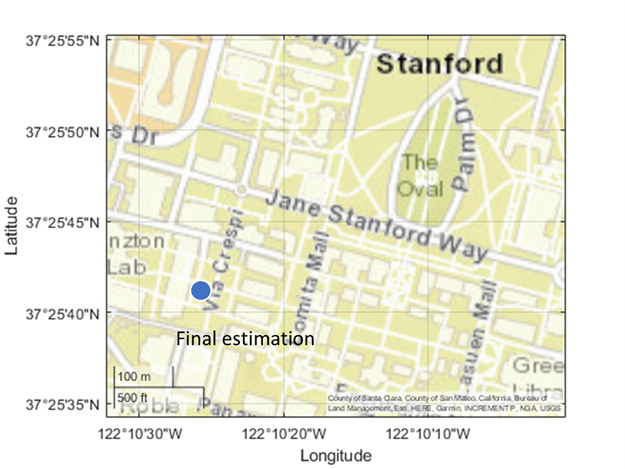 37°25'55"N
37°25'50"N
37°25'45"N
37°25'40"N
37°25'35"N
Latitude
Way
Stanford
s Dr
Palm Dr
The
Oval
Jane Stanford Way
nzton
Lab
Via Crespi
omita Mall
asuen Mall
Final estimation
100 m
500 ft
Gree
Libra
Roble
Pan
County of Santa Clara, County of San Mateo, California, Bureau of
Land Management, Esri, HERE, Garmin, INCREMENT P, NGA, USGS
122°10'30"W
122°10'20"W
122°10'10"W
Longitude